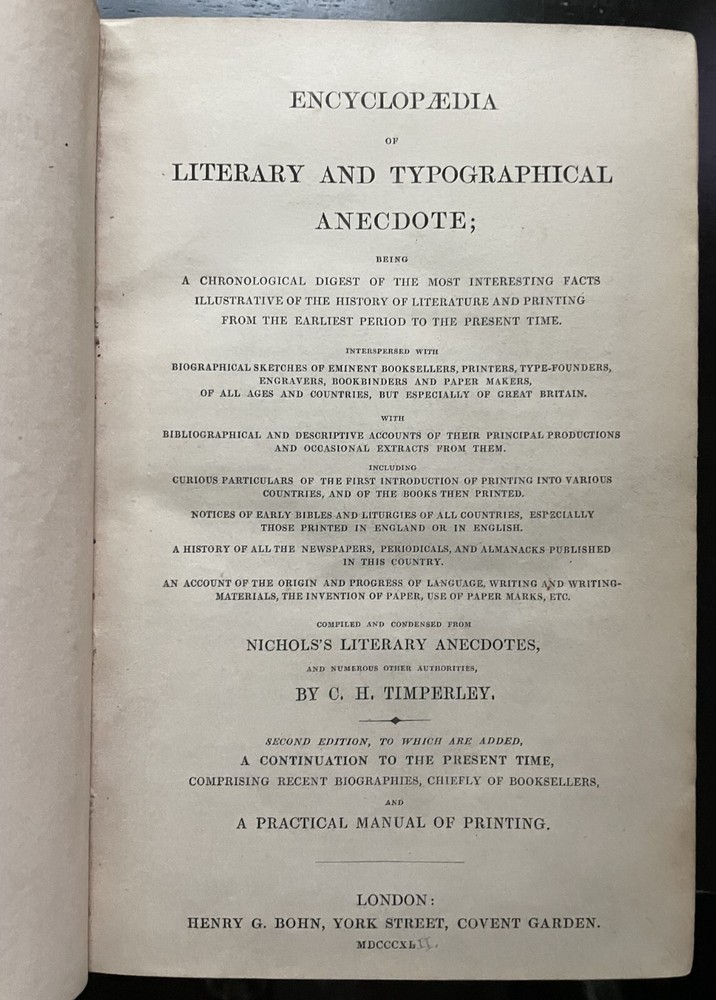 ENCYCLOPÆDIA
OF
LITERARY AND TYPOGRAPHICAL
ANECDOTE;
BEING
A CHRONOLOGICAL DIGEST OF THE MOST INTERESTING FACTS
ILLUSTRATIVE OF THE HISTORY OF LITERATURE AND PRINTING
FROM THE EARLIEST PERIOD TO THE PRESENT TIME.
INTERSPERSED WITH
BIOGRAPHICAL SKETCHES OF EMINENT BOOKSELLERS, PRINTERS, TYPE-FOUNDERS,
ENGRAVERS, BOOKBINDERS AND PAPER MAKERS,
OF ALL AGES AND COUNTRIES, BUT ESPECIALLY OF GREAT BRITAIN.
WITH
BIBLIOGRAPHICAL AND DESCRIPTIVE ACCOUNTS OF THEIR PRINCIPAL PRODUCTIONS
AND OCCASIONAL EXTRACTS FROM THEM.
INCLUDING
CURIOUS PARTICULARS OF THE FIRST INTRODUCTION OF PRINTING INTO VARIOUS
COUNTRIES, AND OF THE BOOKS THEN PRINTED.
NOTICES OF EARLY BIBLES AND LITURGIES OF ALL COUNTRIES, ESPECIALLY
THOSE PRINTED IN ENGLAND OR IN ENGLISH.
A HISTORY OF ALL THE NEWSPAPERS, PERIODICALS, AND ALMANACKS PUBLISHED
IN THIS COUNTRY.
AN ACCOUNT OF THE ORIGIN AND PROGRESS OF LANGUAGE, WRITING AND WRITING-
MATERIALS, THE INVENTION OF PAPER, USE OF PAPER MARKS, ETC.
COMPILED AND CONDENSED FROM
NICHOLS'S LITERARY ANECDOTES,
AND NUMEROUS OTHER AUTHORITIES,
BY C. H. TIMPERLEY.
SECOND EDITION, TO WHICH ARE ADDED,
A CONTINUATION TO THE PRESENT TIME,
COMPRISING RECENT BIOGRAPHIES, CHIEFLY OF BOOKSELLERS,
AND
A PRACTICAL MANUAL OF PRINTING.
LONDON:
HENRY G. BOHN, YORK STREET, COVENT GARDEN.
MDCCCXLII.